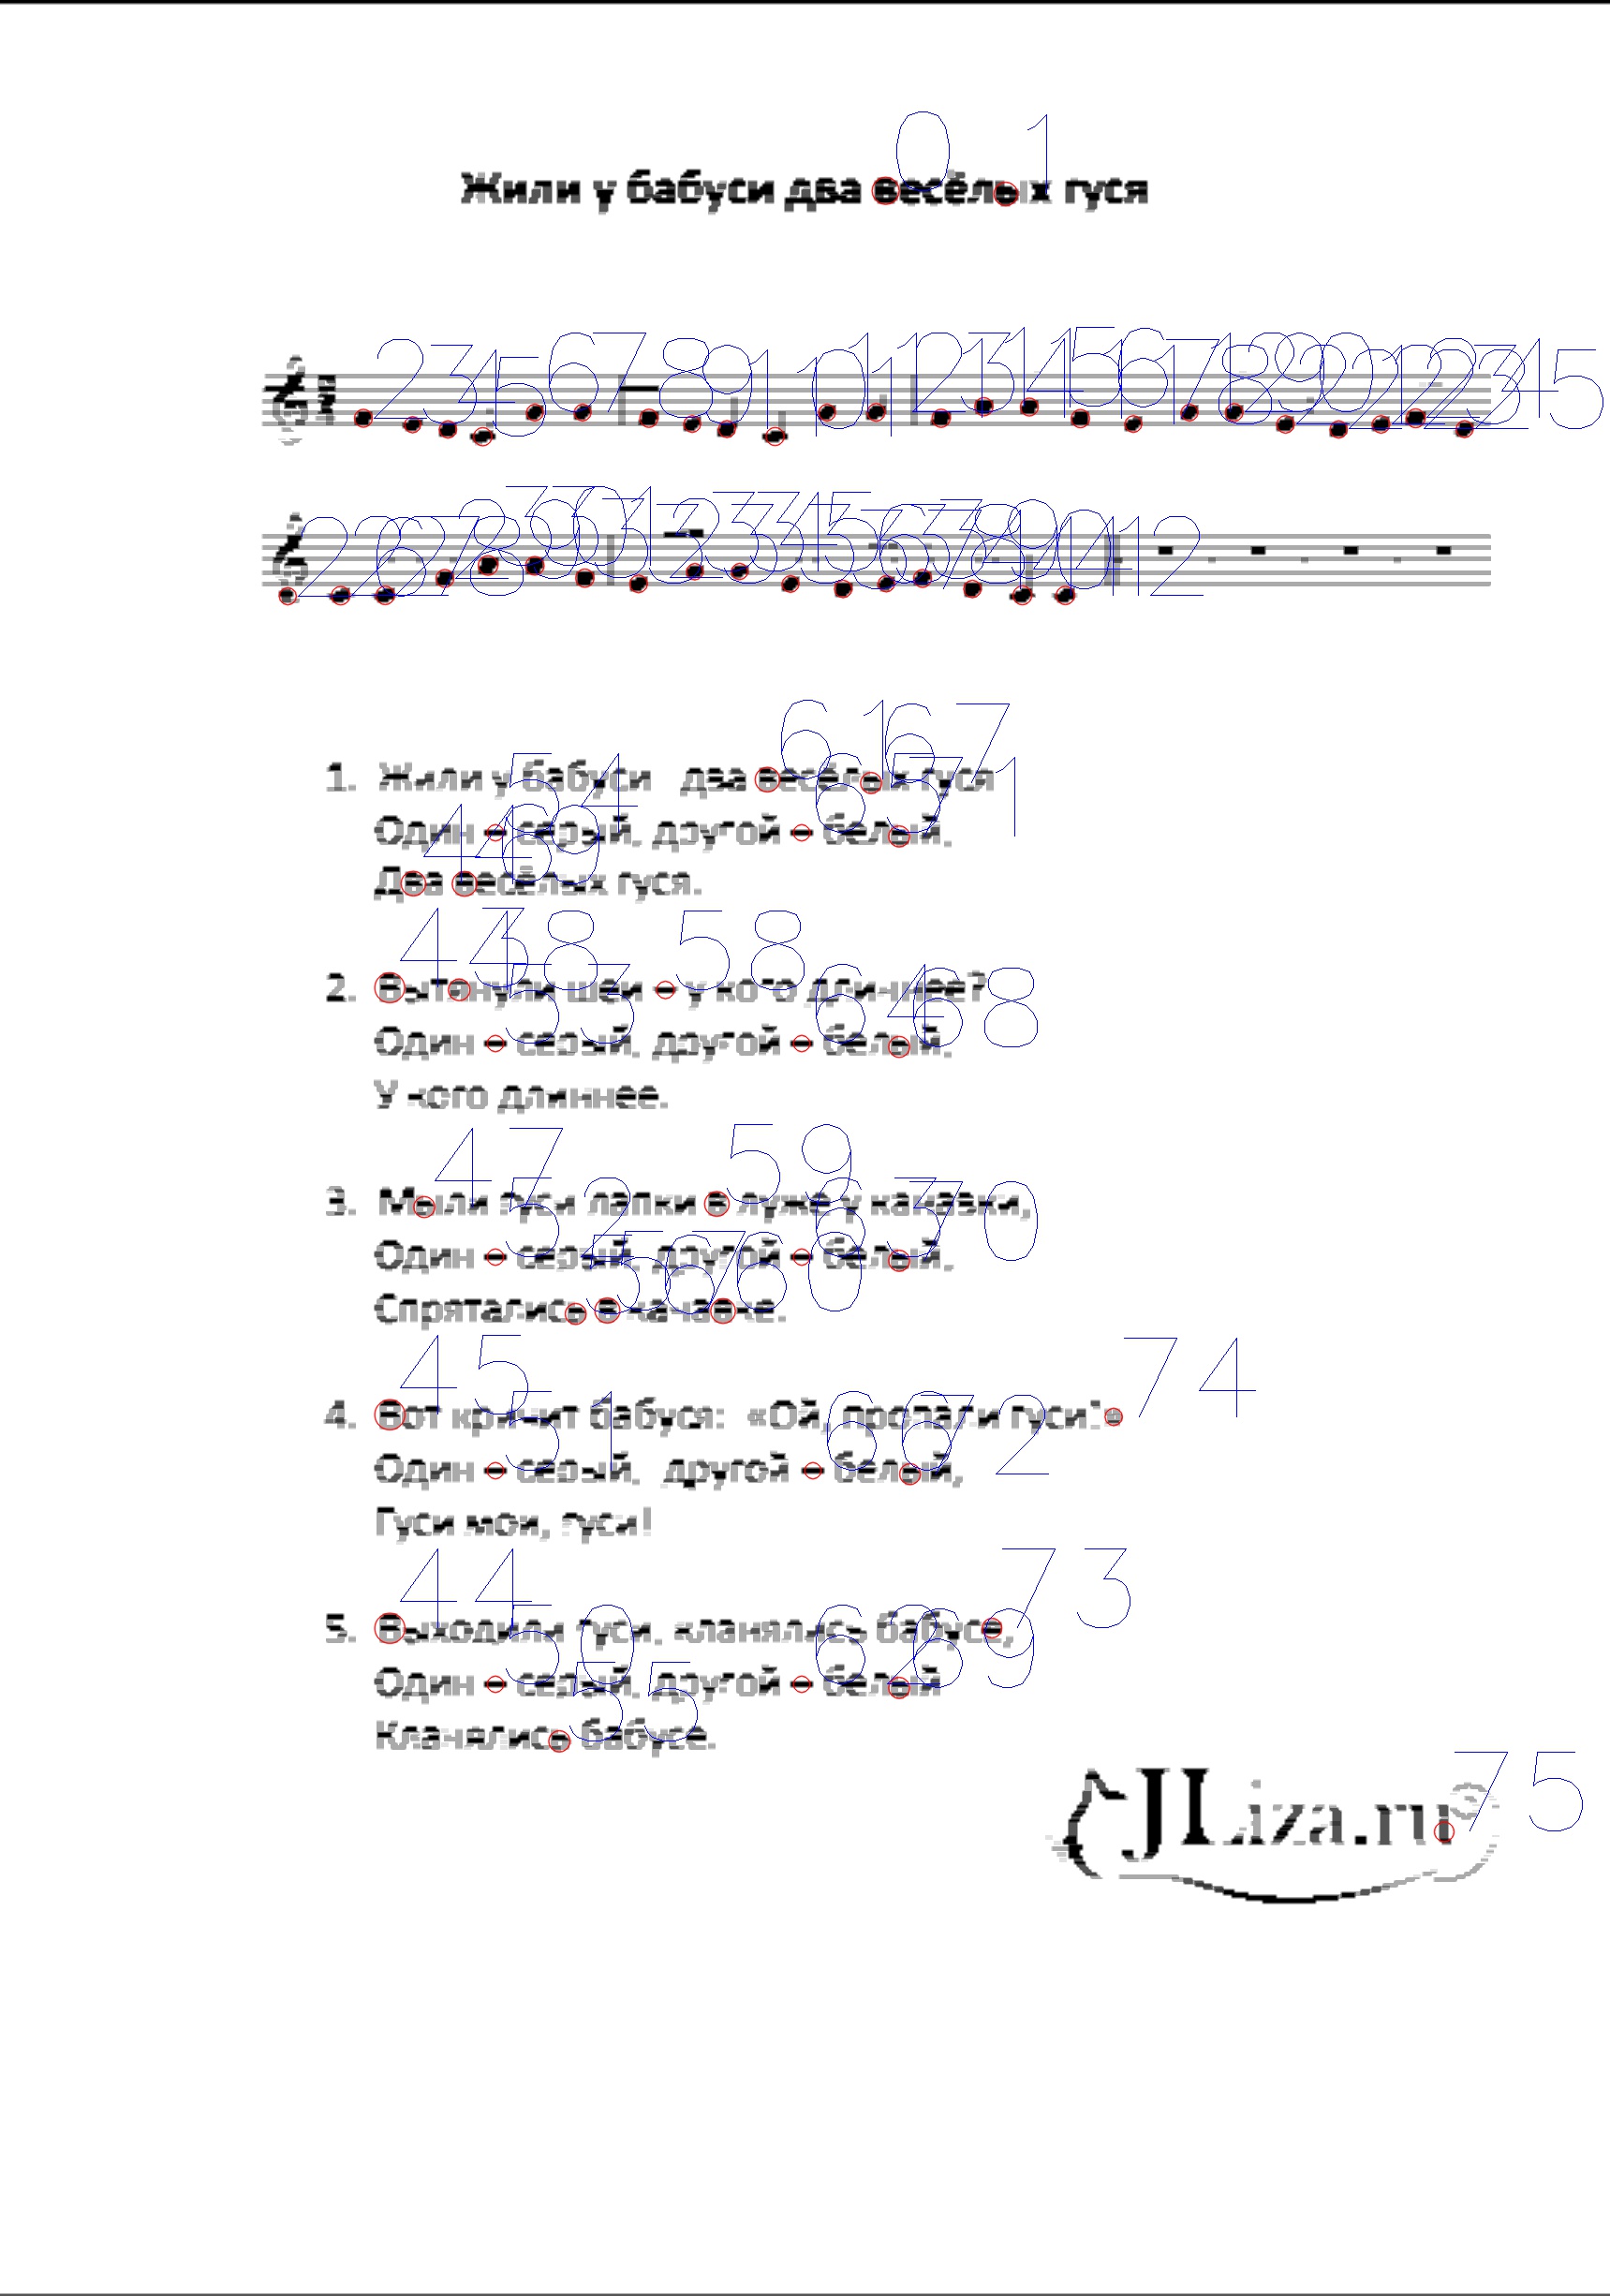 Жили у бабуси два весёлых гуся
1. Жили у бабуси два весёлых гуся
Один – серый, другой – белый,
Два весёлых гуся.
2. Вытянули шеи – у кого длиннее?
Один – серый, другой – белый,
У кого длиннее.
3. Мыли гуси лапки в луже у канавки,
Один – серый, другой – белый,
Спрятались в канавке.
4. Вот кричит бабуся: «Ой, пропали гуси!»
Один – серый, другой – белый,
Гуси мои, гуси!
5. Выходили гуси, кланялись бабусе,
Один – серый, другой – белый
Кланялись бабусе.
JLiza.ru